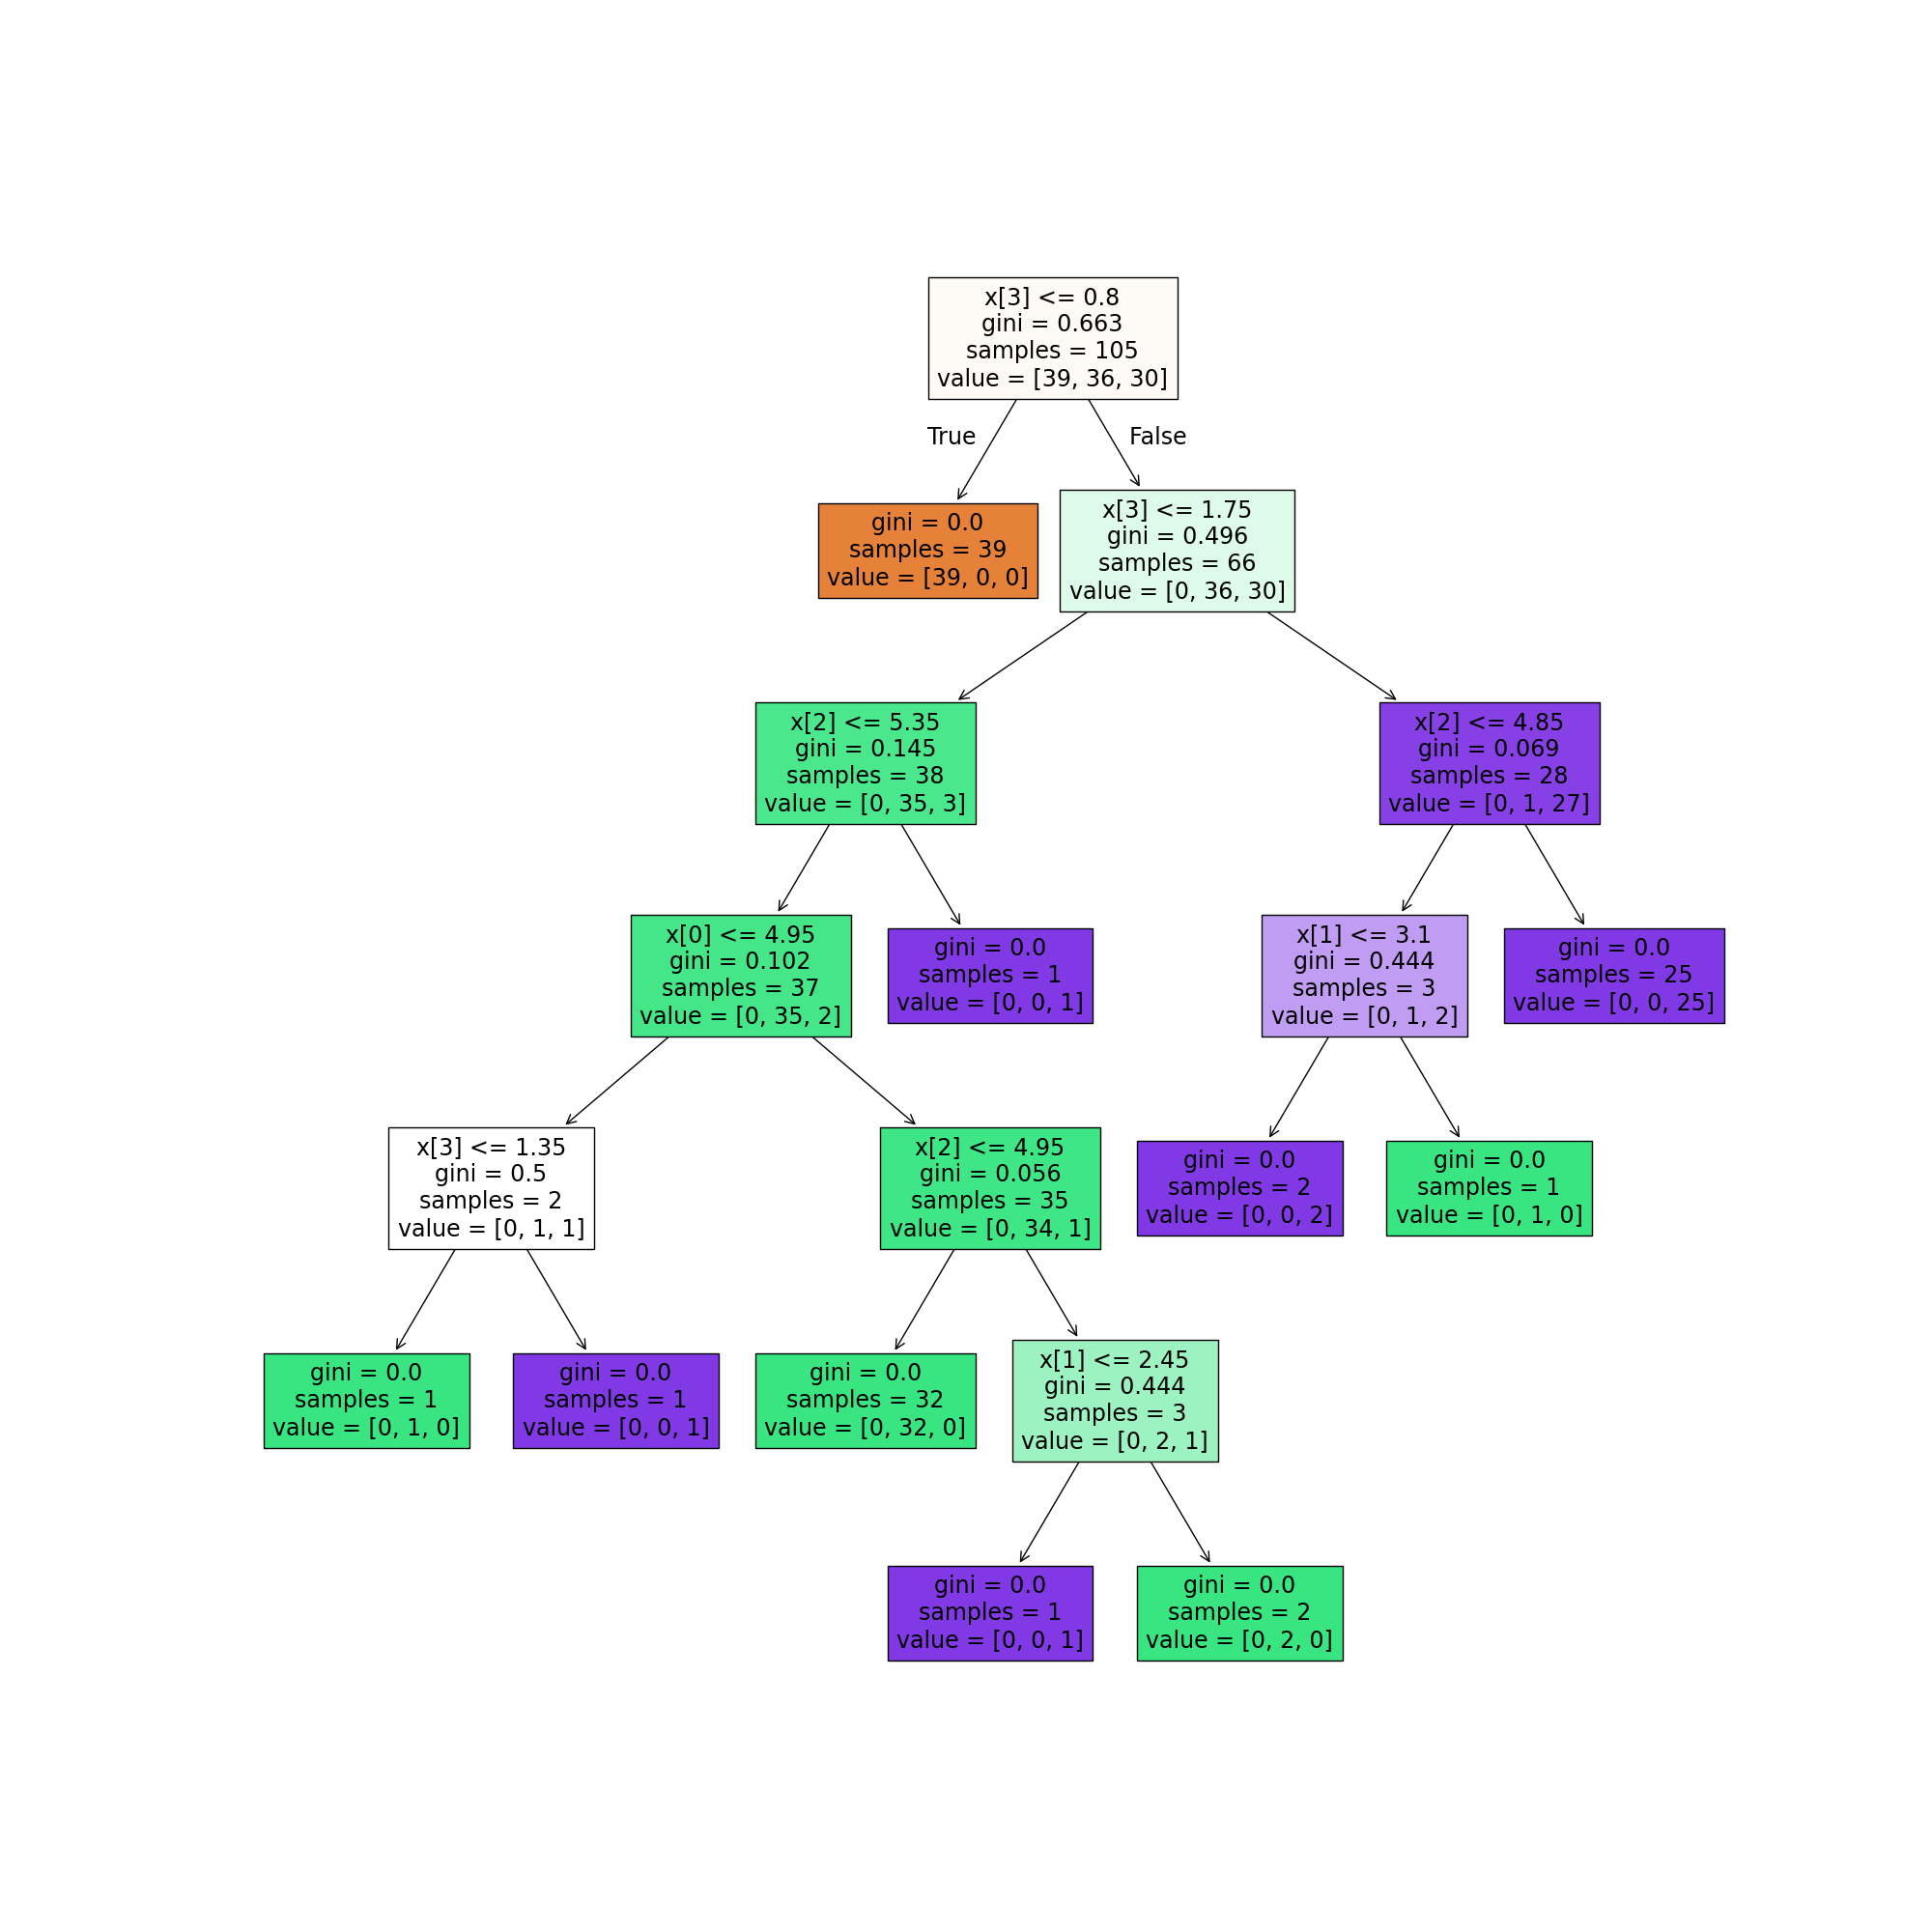 x[3] <= 0.8
gini = 0.663
samples = 105
value = [39, 36, 30]
True
False
gini = 0.0
samples = 39
value = [39, 0, 0]
x[3] <= 1.75
gini = 0.496
samples = 66
value = [0, 36, 30]
x[2] <= 5.35
gini = 0.145
samples = 38
value = [0, 35, 3]
x[2] <= 4.85
gini = 0.069
samples = 28
value = [0, 1, 27]
x[0] <= 4.95
gini = 0.102
samples = 37
value = [0, 35, 2]
gini = 0.0
samples = 1
value = [0, 0, 1]
x[1] <= 3.1
gini = 0.444
samples = 3
value = [0, 1, 2]
gini = 0.0
samples = 25
value = [0, 0, 25]
x[3] <= 1.35
gini = 0.5
samples = 2
value = [0, 1, 1]
x[2] <= 4.95
gini = 0.056
samples = 35
value = [0, 34, 1]
gini = 0.0
samples = 2
value = [0, 0, 2]
gini = 0.0
samples = 1
value = [0, 1, 0]
gini = 0.0
samples = 1
value = [0, 1, 0]
gini = 0.0
samples = 1
value = [0, 0, 1]
gini = 0.0
samples = 32
value = [0, 32, 0]
x[1] <= 2.45
gini = 0.444
samples = 3
value = [0, 2, 1]
gini = 0.0
samples = 1
value = [0, 0, 1]
gini = 0.0
samples = 2
value = [0, 2, 0]